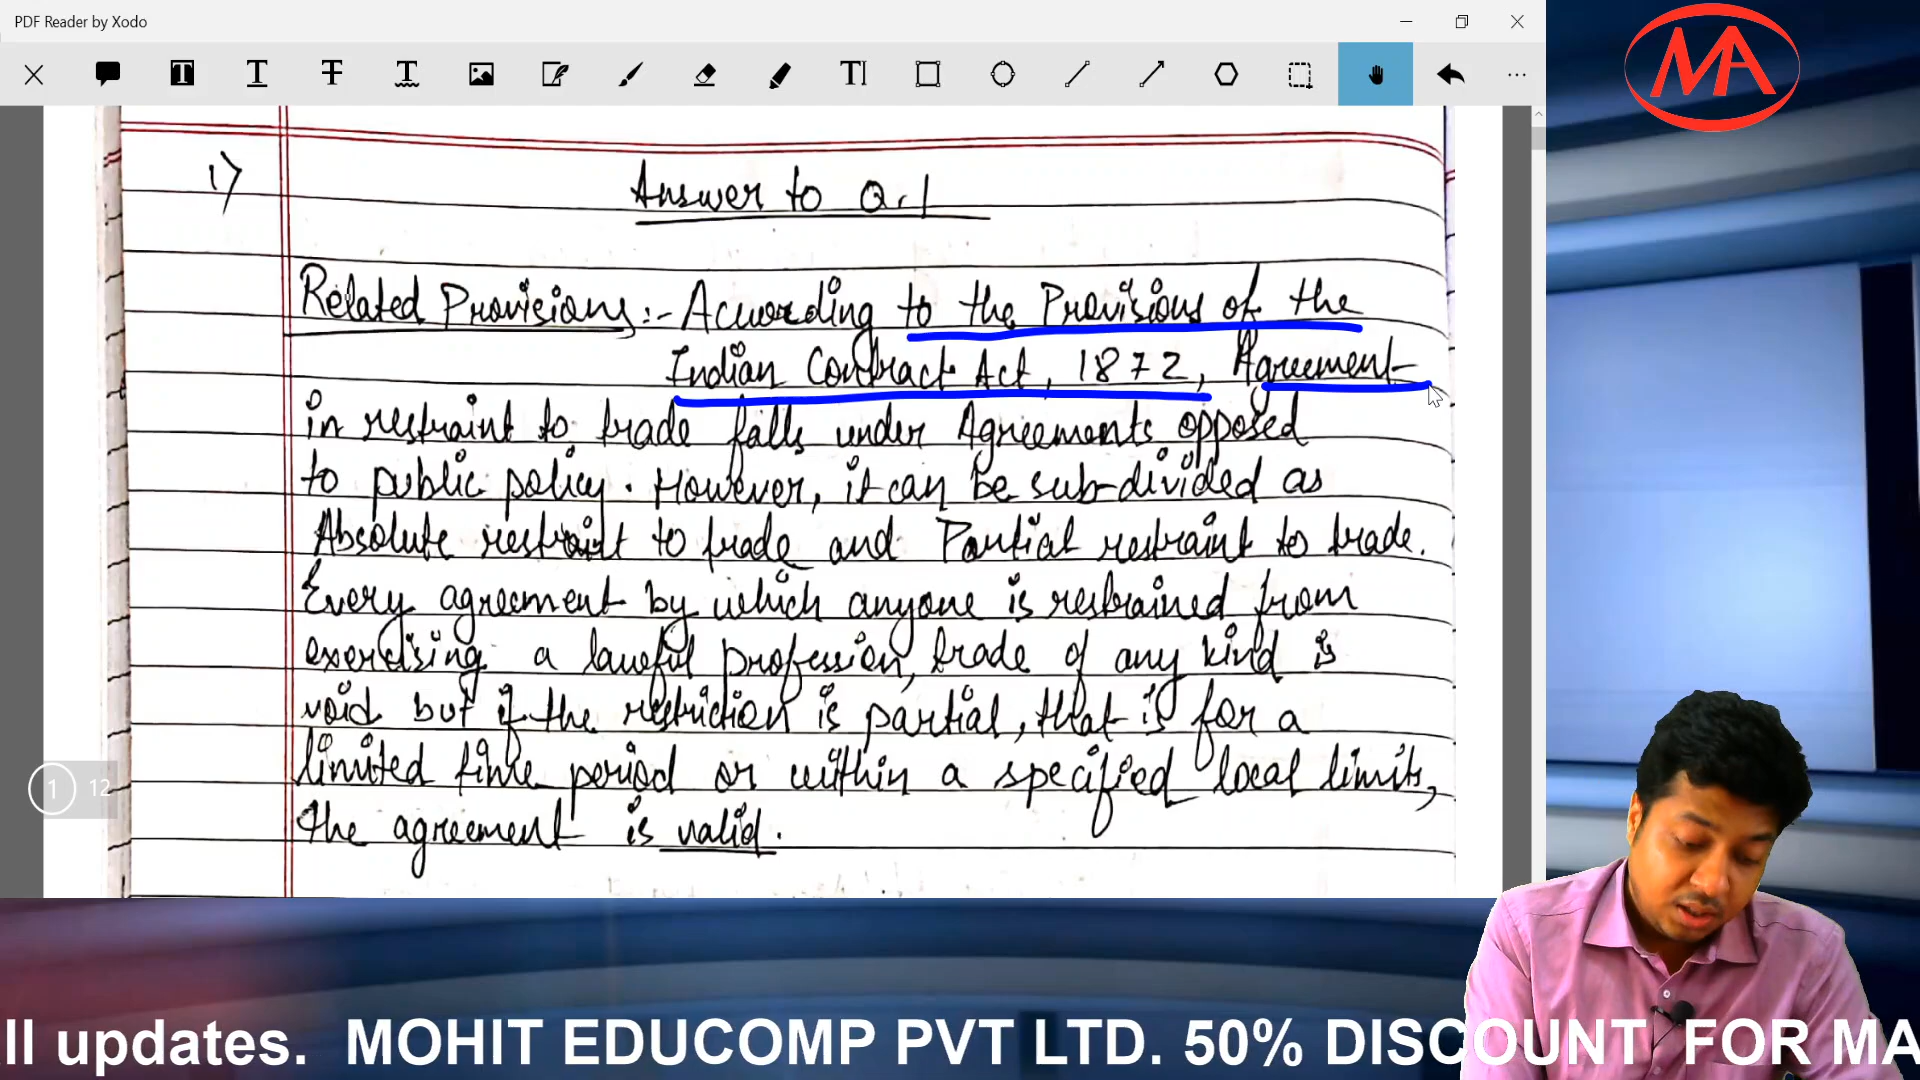 PDF Reader by Xodo
MA
1)
Answer to Q.1
Related Provisions:- According to the Provisions of the
Indian Contract Act, 1872, Agreement
in restraint to trade falls under Agreements opposed
to public policy. However, it can be sub-divided as
Absolute restraint to trade and Partial restraint to trade.
Every agreement by which anyone is restrained from
exercising a lawful profession, trade of any kind is
void but if the restriction is partial, that is for a
limited time period or within a specified local limits,
the agreement is valid.
1 12
ll updates. MOHIT EDUCOMP PVT LTD. 50% DISCOUNT FOR MA